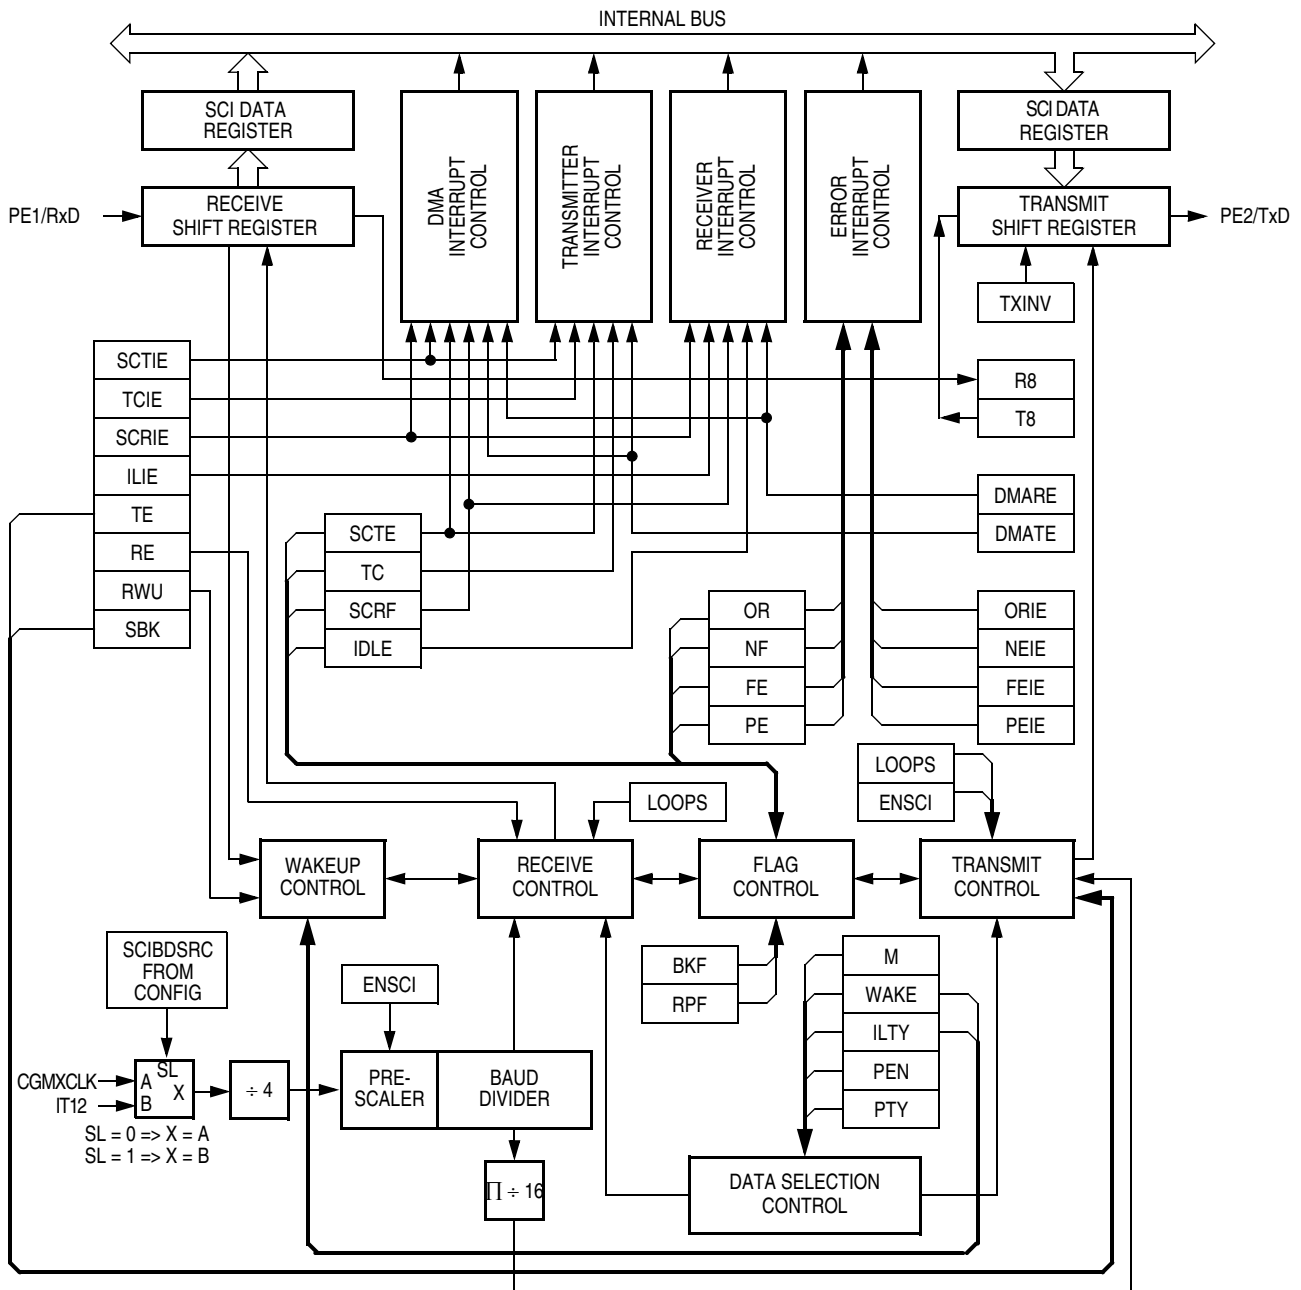 INTERNAL BUS
SCI DATA
REGISTER
RECEIVE
SHIFT REGISTER
PE1/RxD
DMA
INTERRUPT
CONTROL
TRANSMITTER
INTERRUPT
CONTROL
RECEIVER
INTERRUPT
CONTROL
ERROR
INTERRUPT
CONTROL
SCI DATA
REGISTER
TRANSMIT
SHIFT REGISTER
PE2/TxD
TXINV
R8
T8
SCTIE
TCIE
SCRIE
ILIE
TE
RE
RWU
SBK
SCTE
TC
SCRF
IDLE
DMARE
DMATE
OR
NF
FE
PE
ORIE
NEIE
FEIE
PEIE
LOOPS
LOOPS
ENSCI
WAKEUP
CONTROL
RECEIVE
CONTROL
FLAG
CONTROL
TRANSMIT
CONTROL
SCIBDSRC
FROM
CONFIG
ENSCI
BKF
RPF
M
WAKE
ILTY
PEN
PTY
CGMXCLK
IT12
SL
A
X
B
÷ 4
PRE-
SCALER
BAUD
DIVIDER
SL = 0 => X = A
SL = 1 => X = B
∏ ÷ 16
DATA SELECTION
CONTROL